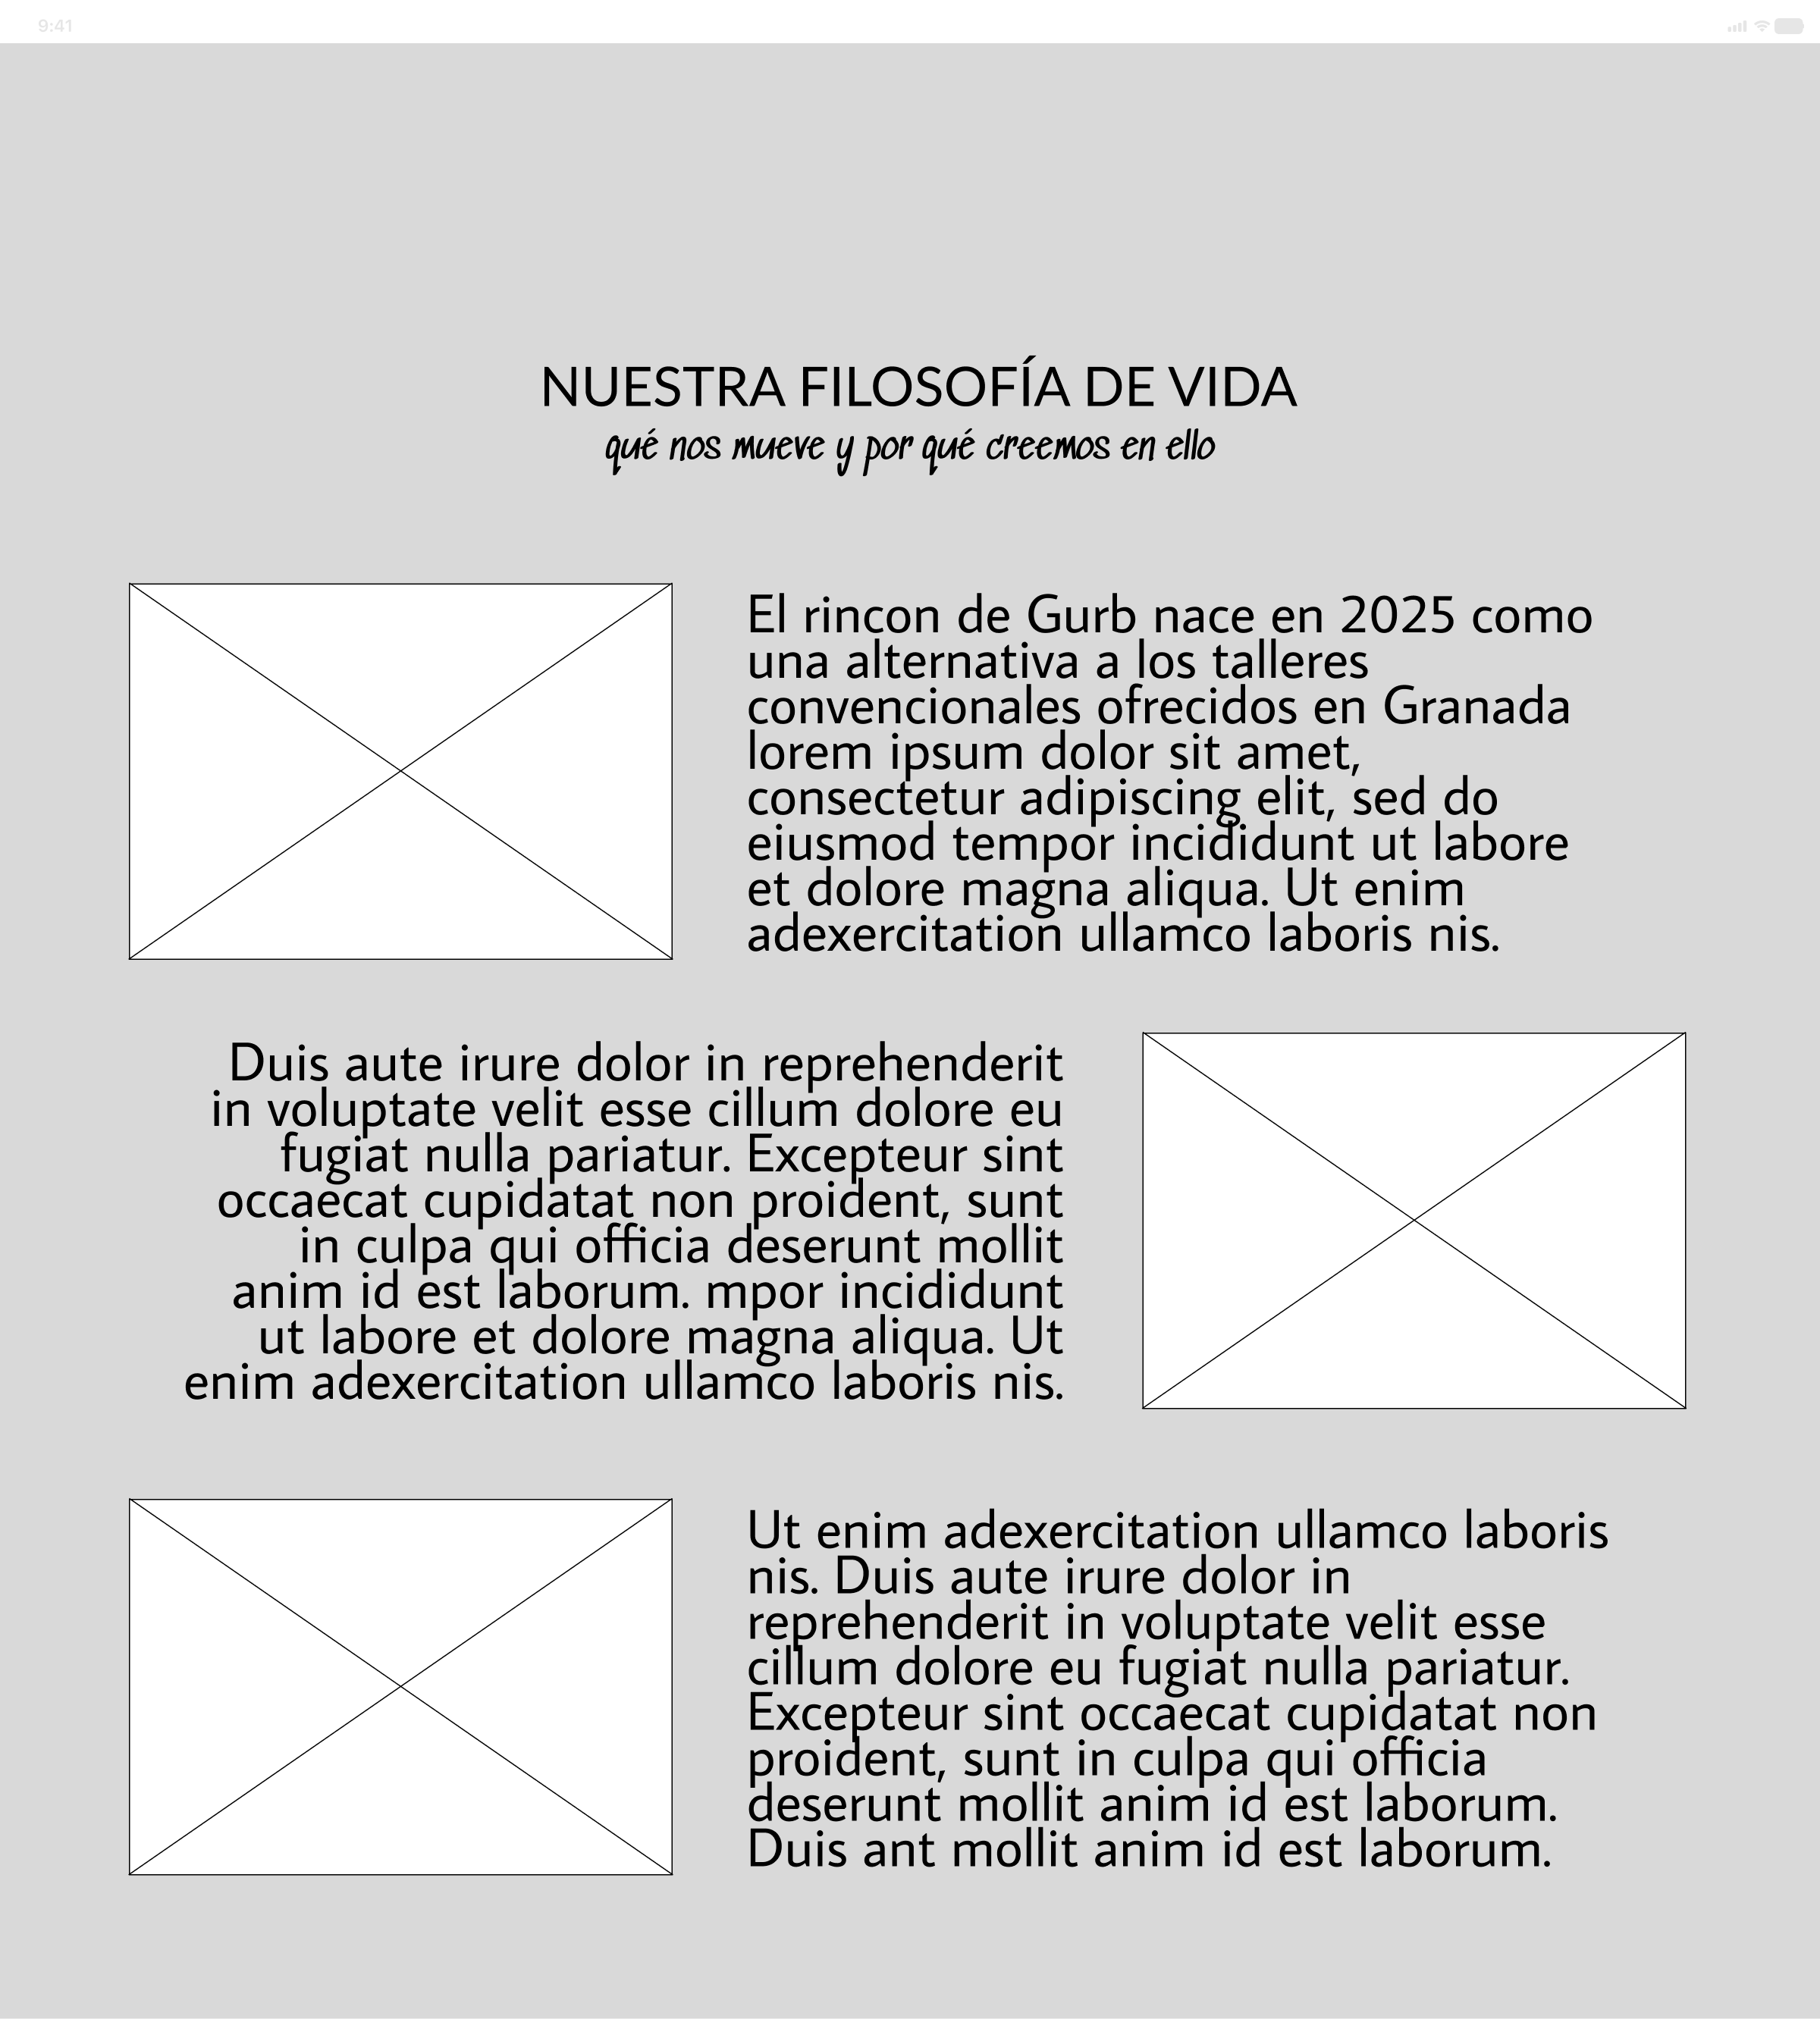 9:41
NUESTRA FILOSOFÍA DE VIDA
qué nos mueve y por qué creemos en ello
El rincon de Gurb nace en 2025 como
una alternativa a los talleres
convencionales ofrecidos en Granada
lorem ipsum dolor sit amet,
consectetur adipiscing elit, sed do
eiusmod tempor incididunt ut labore
et dolore magna aliqua. Ut enim
adexercitation ullamco laboris nis.
Duis aute irure dolor in reprehenderit
in voluptate velit esse cillum dolore eu
fugiat nulla pariatur. Excepteur sint
occaecat cupidatat non proident, sunt
in culpa qui officia deserunt mollit
anim id est laborum. mpor incididunt
ut labore et dolore magna aliqua. Ut
enim adexercitation ullamco laboris nis.
Ut enim adexercitation ullamco laboris
nis. Duis aute irure dolor in
reprehenderit in voluptate velit esse
cillum dolore eu fugiat nulla pariatur.
Excepteur sint occaecat cupidatat non
proident, sunt in culpa qui officia
deserunt mollit anim id est laborum.
Duis ant mollit anim id est laborum.